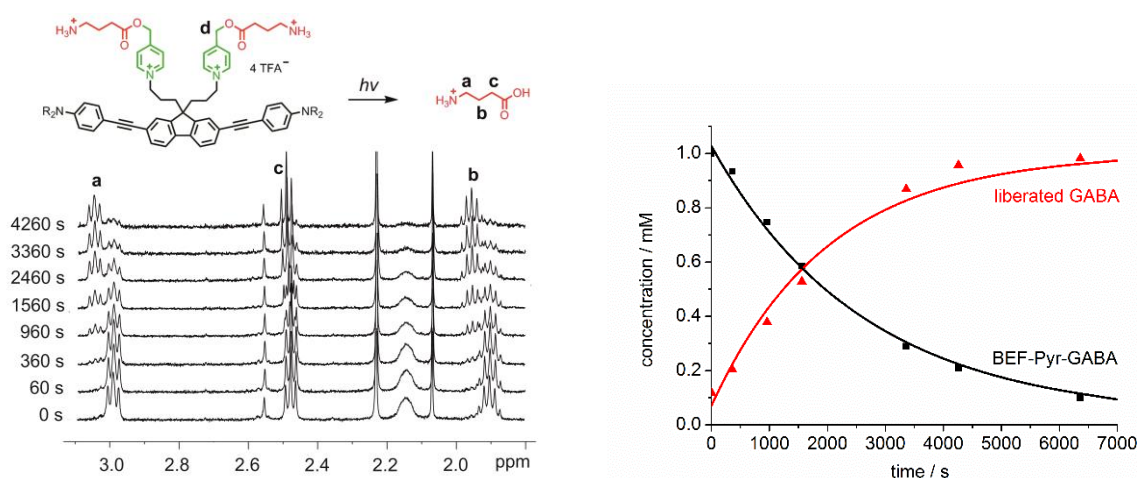 H₃N⁺ O O d O O NH₃⁺
N⁺ N⁺ 4 TFA⁻
R₂N NR₂
hν
a c
H₃N⁺ OH
b O
a c b
4260 s
3360 s
2460 s
1560 s
960 s
360 s
60 s
0 s
3.0 2.8 2.6 2.4 2.2 2.0 ppm
concentration / mM
1.0
0.8
0.6
0.4
0.2
0.0
liberated GABA
BEF-Pyr-GABA
0 1000 2000 3000 4000 5000 6000 7000
time / s